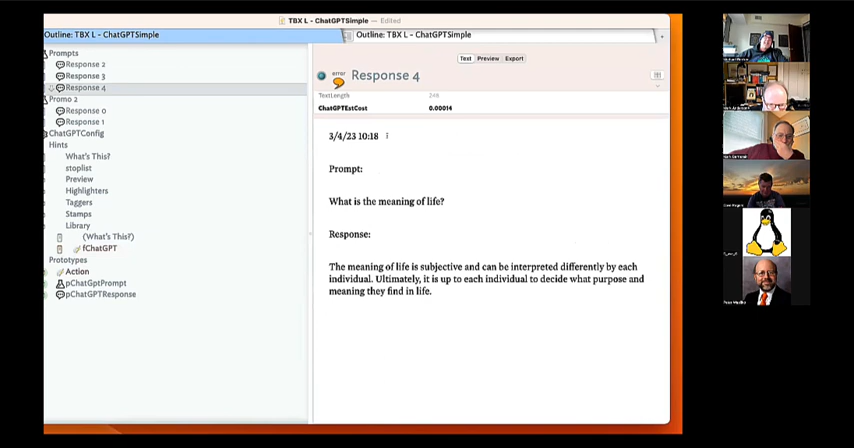 TBX L - ChatGPTSimple — Edited
Outline: TBX L - ChatGPTSimple
Outline: TBX L - ChatGPTSimple
Prompts
Response 2
Response 3
Response 4
Promo 2
Response 0
Response 1
ChatGPTConfig
Hints
What's This?
stoplist
Preview
Highlighters
Taggers
Stamps
Library
(What's This?)
fChatGPT
Prototypes
Action
pChatGptPrompt
pChatGPTResponse
Text Preview Export
error
Response 4
TextLength 248
ChatGPTEstCost 0.00014
3/4/23 10:18
Prompt:
What is the meaning of life?
Response:
The meaning of life is subjective and can be interpreted differently by each
individual. Ultimately, it is up to each individual to decide what purpose and
meaning they find in life.